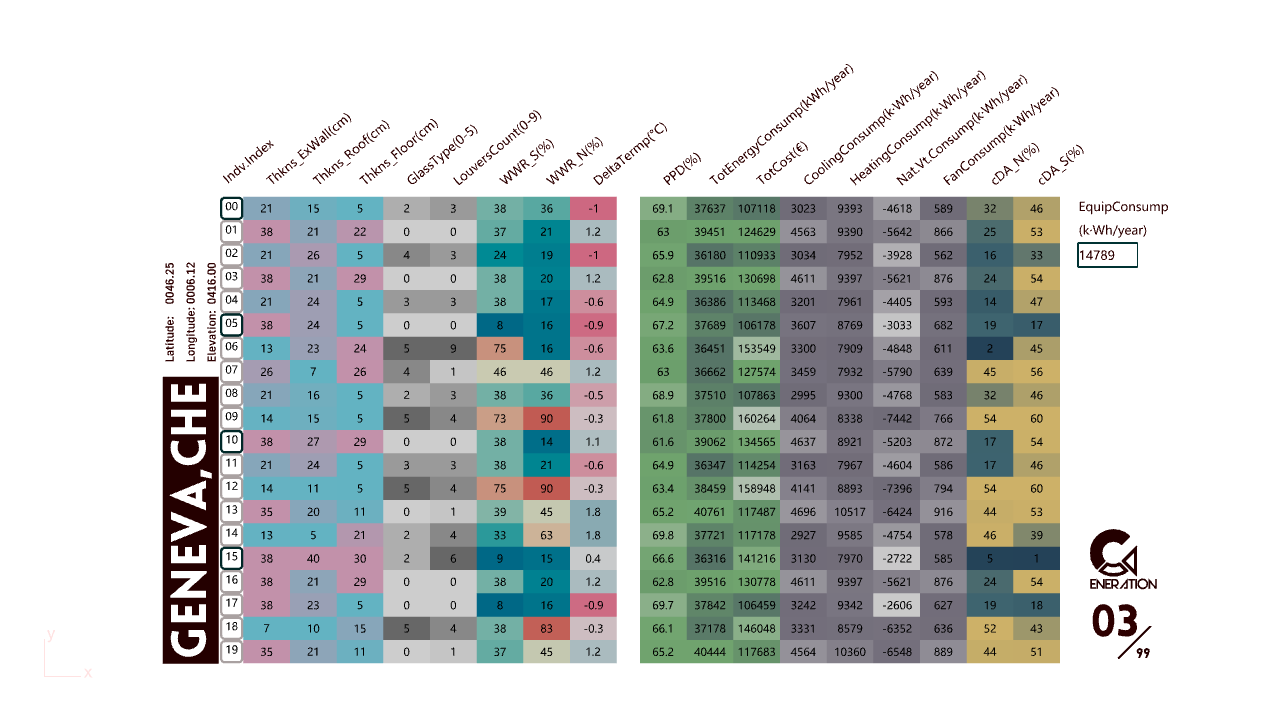 Indv.Index Thkns_ExWall(cm) Thkns_Roof(cm) Thkns_Floor(cm) GlassType(0-5) LouversCount(0-9) WWR_S(%) WWR_N(%) DeltaTermp(°C) PPD(%) TotEnergyConsump(kWh/year) TotCost(€) CoolingConsump(k·Wh/year) HeatingConsump(k·Wh/year) Nat.Vt.Consump(k·Wh/year) FanConsump(k·Wh/year) cDA_N(%) cDA_S(%)
00 21 15 5 2 3 38 36 -1 69.1 37637 107118 3023 9393 -4618 589 32 46
01 38 21 22 0 0 37 21 1.2 63 39451 124629 4563 9390 -5642 866 25 53
02 21 26 5 4 3 24 19 -1 65.9 36180 110933 3034 7952 -3928 562 16 33
03 38 21 29 0 0 38 20 1.2 62.8 39516 130698 4611 9397 -5621 876 24 54
04 21 24 5 3 3 38 17 -0.6 64.9 36386 113468 3201 7961 -4405 593 14 47
05 38 24 5 0 0 8 16 -0.9 67.2 37689 106178 3607 8769 -3033 682 19 17
06 13 23 24 5 9 75 16 -0.6 63.6 36451 153549 3300 7909 -4848 611 2 45
07 26 7 26 4 1 46 46 1.2 63 36662 127574 3459 7932 -5790 639 45 56
08 21 16 5 2 3 38 36 -0.5 68.9 37510 107863 2995 9300 -4768 583 32 46
09 14 15 5 5 4 73 90 -0.3 61.8 37800 160264 4064 8338 -7442 766 54 60
10 38 27 29 0 0 38 14 1.1 61.6 39062 134565 4637 8921 -5203 872 17 54
11 21 24 5 3 3 38 21 -0.6 64.9 36347 114254 3163 7967 -4604 586 17 46
12 14 11 5 5 4 75 90 -0.3 63.4 38459 158948 4141 8893 -7396 794 54 60
13 35 20 11 0 1 39 45 1.8 65.2 40761 117487 4696 10517 -6424 916 44 53
14 13 5 21 2 4 33 63 1.8 69.8 37721 117178 2927 9585 -4754 578 46 39
15 38 40 30 2 6 9 15 0.4 66.6 36316 141216 3130 7970 -2722 585 5 1
16 38 21 29 0 0 38 20 1.2 62.8 39516 130778 4611 9397 -5621 876 24 54
17 38 23 5 0 0 8 16 -0.9 69.7 37842 106459 3242 9342 -2606 627 19 18
18 7 10 15 5 4 38 83 -0.3 66.1 37178 146048 3331 8579 -6352 636 52 43
19 35 21 11 0 1 37 45 1.2 65.2 40444 117683 4564 10360 -6548 889 44 51
Latitude: 0046.25
Longitude: 0006.12
Elevation: 0416.00
GENEVA,CHE
EquipConsump
(k·Wh/year)
14789
ENERATION
03/99
y
x